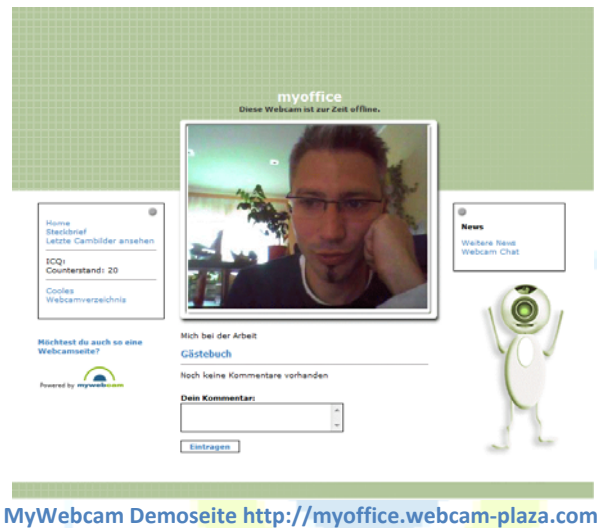 myoffice
Diese Webcam ist zur Zeit offline.
Home
Steckbrief
Letzte Cambilder ansehen
ICQ:
Counterstand: 20
Cooles
Webcamverzeichnis
Möchtest du auch so eine
Webcamseite?
Powered by mywebcam
Mich bei der Arbeit
Gästebuch
Noch keine Kommentare vorhanden
Dein Kommentar:
Eintragen
News
Weitere News
Webcam Chat
MyWebcam Demoseite http://myoffice.webcam-plaza.com